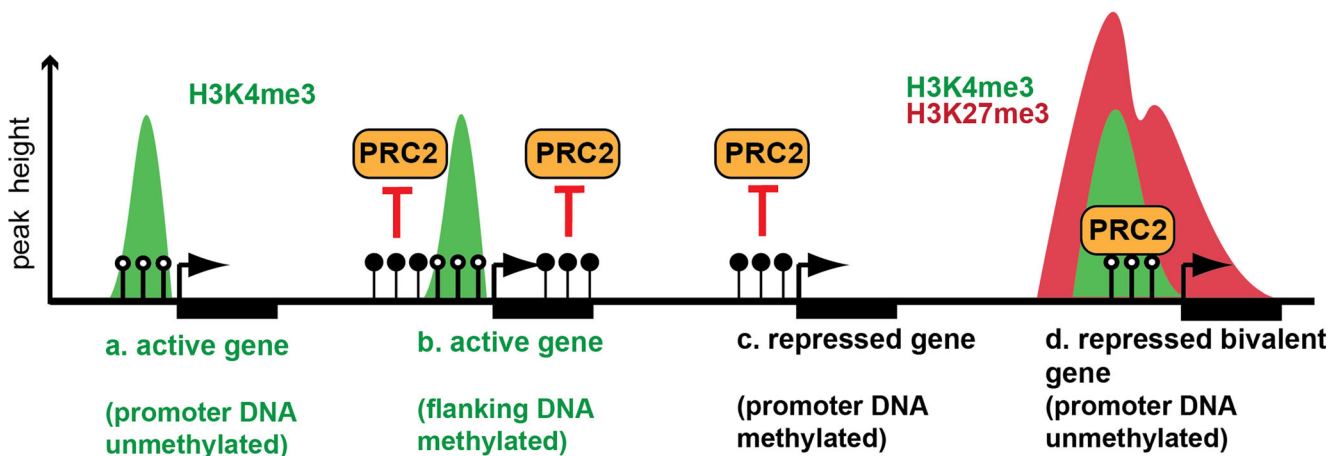 peak height
H3K4me3
PRC2
PRC2
PRC2
H3K4me3
H3K27me3
PRC2
a. active gene
(promoter DNA
unmethylated)
b. active gene
(flanking DNA
methylated)
c. repressed gene
(promoter DNA
methylated)
d. repressed bivalent
gene
(promoter DNA
unmethylated)